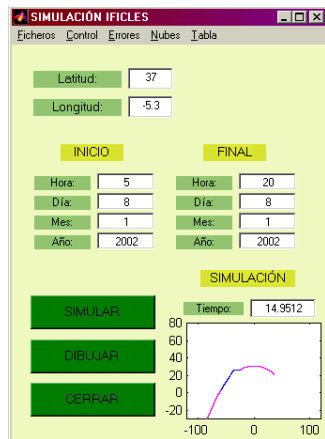 SIMULACIÓN IFICLES
Ficheros Control Errores Nubes Tabla
Latitud: 37
Longitud: -5.3
INICIO FINAL
Hora: 5 Hora: 20
Día: 8 Día: 8
Mes: 1 Mes: 1
Año: 2002 Año: 2002
SIMULACIÓN
SIMULAR Tiempo: 14.9512
80
60
DIBUJAR
40
20
CERRAR
0
-20
-100 0 100